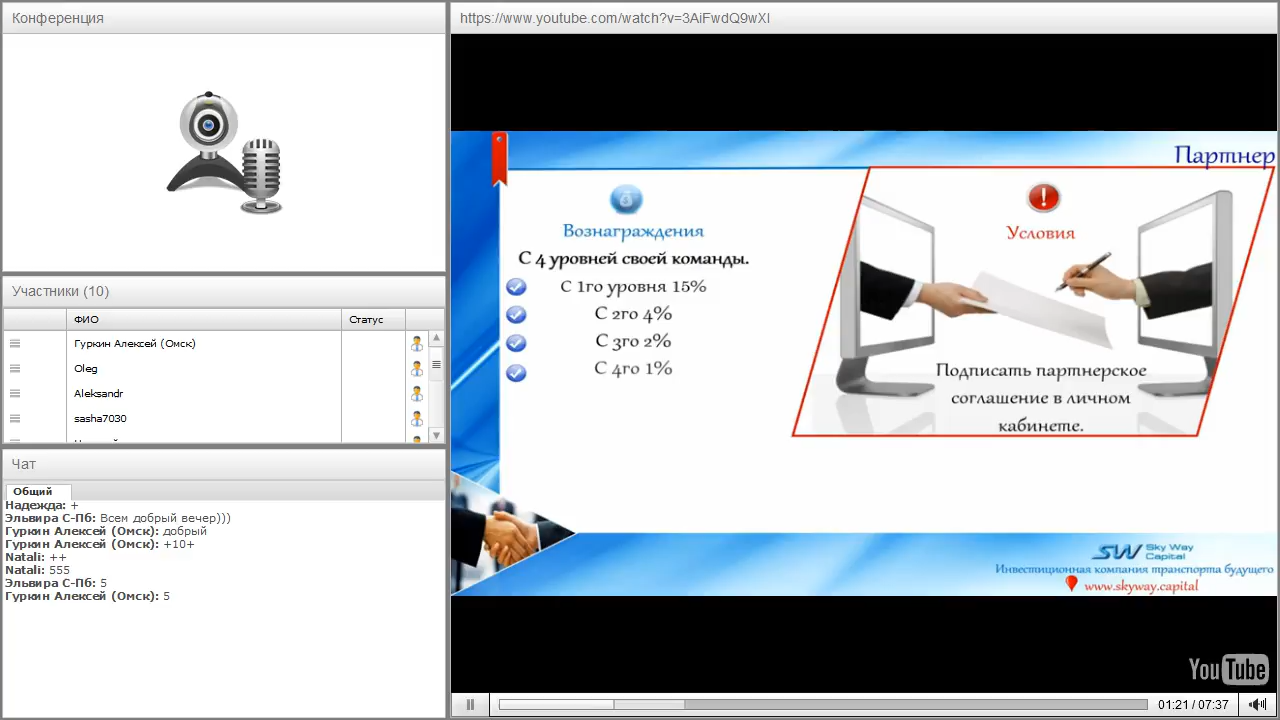 Конференция
Участники (10)
ФИО
Статус
Гуркин Алексей (Омск)
Oleg
Aleksandr
sasha7030
Чат
Общий
Надежда: +
Эльвира С-Пб: Всем добрый вечер)))
Гуркин Алексей (Омск): добрый
Гуркин Алексей (Омск): +10+
Natali: ++
Natali: 555
Эльвира С-Пб: 5
Гуркин Алексей (Омск): 5
https://www.youtube.com/watch?v=3AiFwdQ9wXI
Партнер
Вознаграждения
С 4 уровней своей команды.
С 1го уровня 15%
С 2го 4%
С 3го 2%
С 4го 1%
Условия
Подписать партнерское
соглашение в личном
кабинете.
SW Sky Way
Capital
Инвестиционная компания транспорта будущего
www.skyway.capital
YouTube
01:21 / 07:37